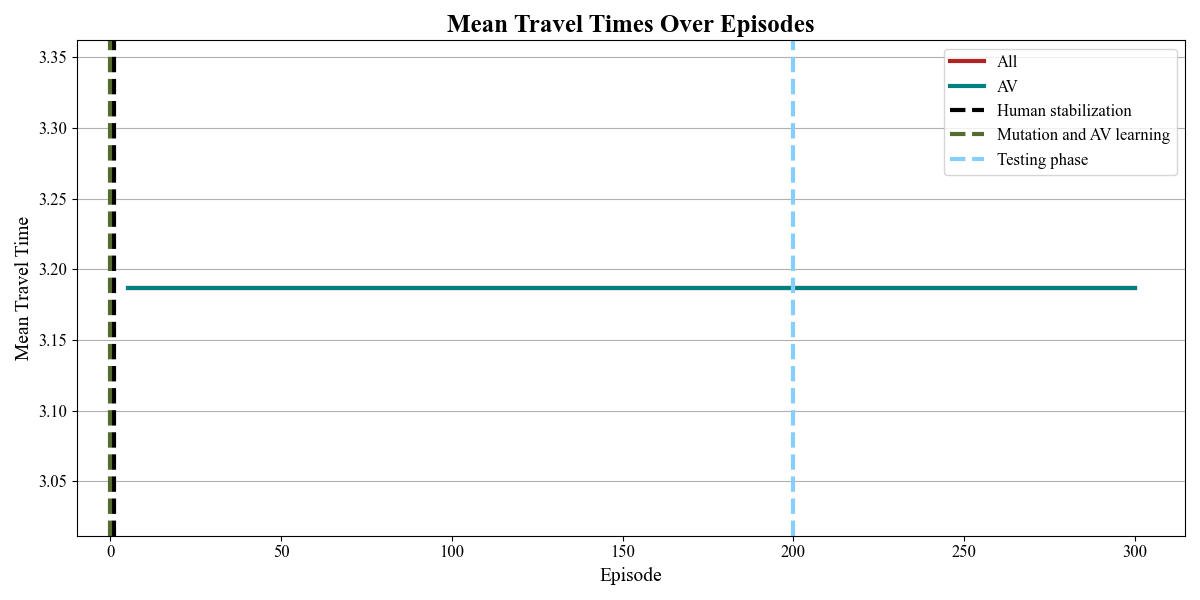 Mean Travel Times Over Episodes
All
AV
Human stabilization
Mutation and AV learning
Testing phase
Mean Travel Time
3.35
3.30
3.25
3.20
3.15
3.10
3.05
0 50 100 150 200 250 300
Episode